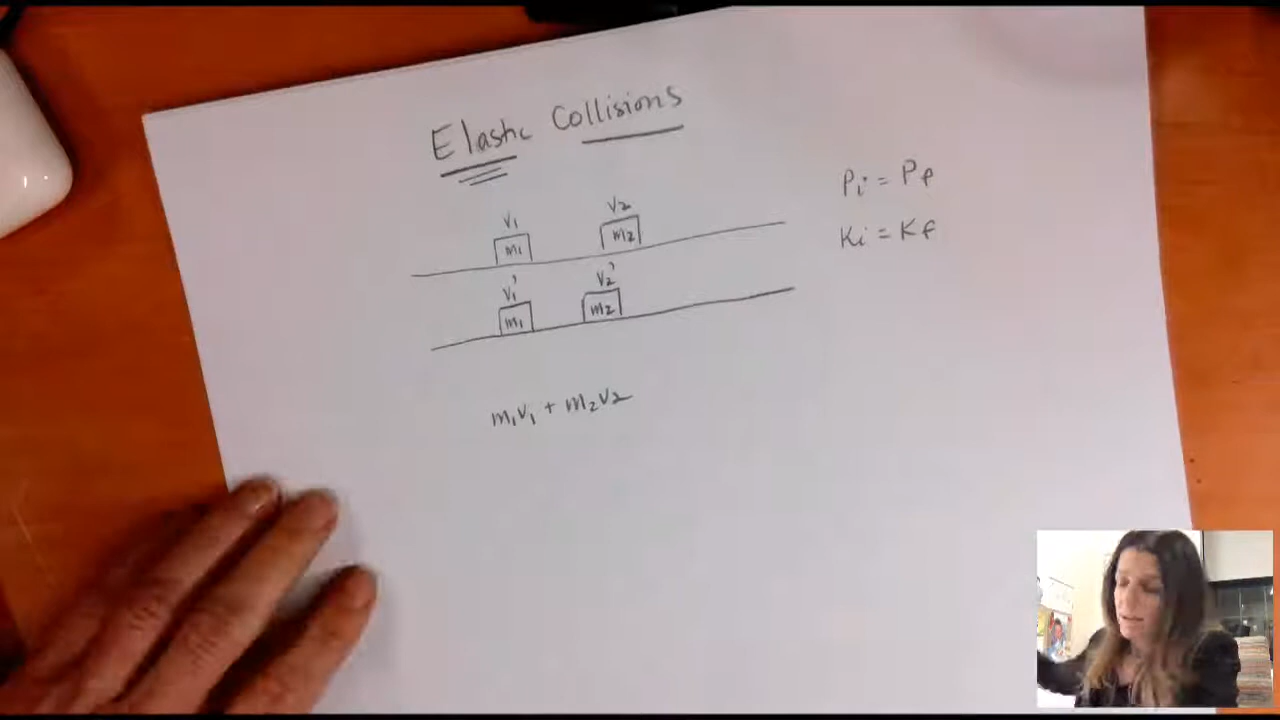 Elastic Collisions
v₁ v₂
m₁ m₂
v₁' v₂'
m₁ m₂
m₁v₁ + m₂v₂
Pi = Pf
Ki = Kf